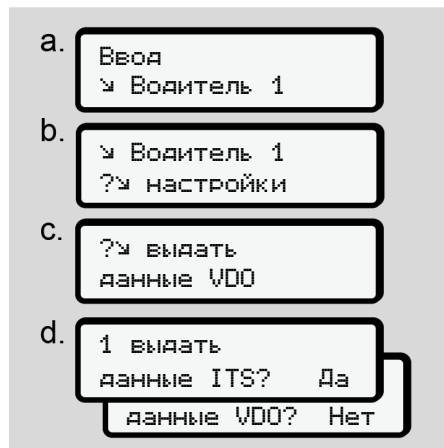 a.
Ввод
↘ Водитель 1
b.
↘ Водитель 1
?↘ настройки
c.
?↘ выдать
данные VDO
d.
1 выдать
данные ITS? Да
данные VDO? Нет